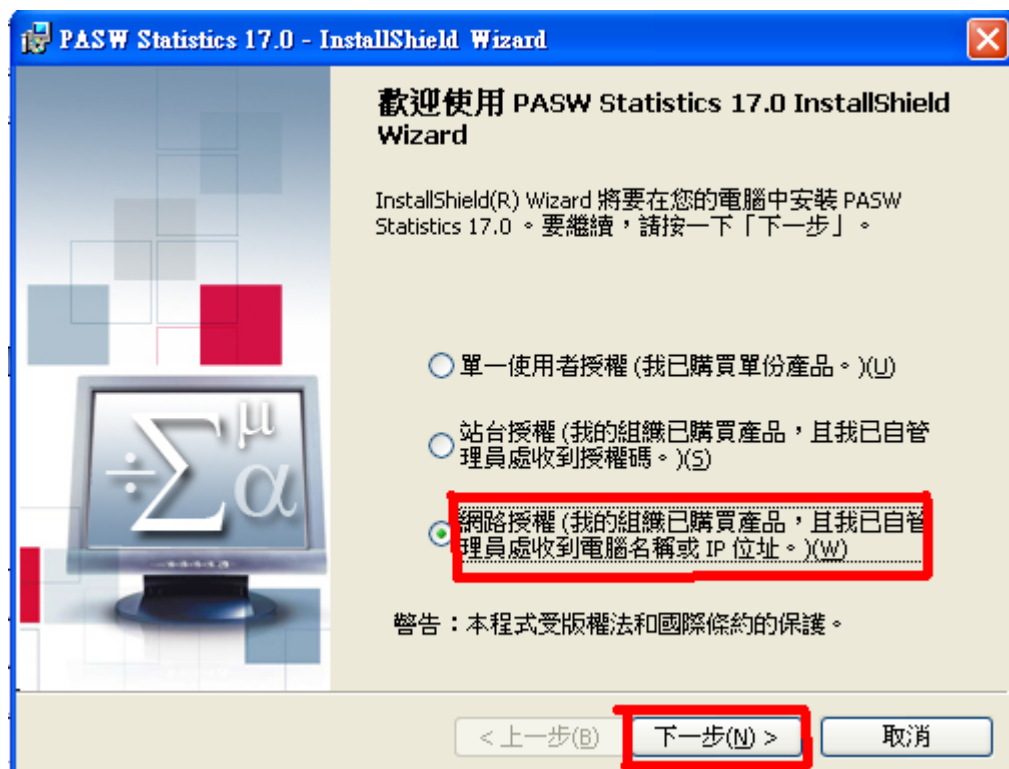 PASW Statistics 17.0 - InstallShield Wizard
歡迎使用 PASW Statistics 17.0 InstallShield
Wizard
InstallShield(R) Wizard 將要在您的電腦中安裝 PASW
Statistics 17.0 。要繼續，請按一下「下一步」。
單一使用者授權 (我已購買單份產品。)(U)
站台授權 (我的組織已購買產品，且我已自管
理員處收到授權碼。)(S)
網路授權 (我的組織已購買產品，且我已自管
理員處收到電腦名稱或 IP 位址。)(W)
警告：本程式受版權法和國際條約的保護。
÷Σμα
< 上一步(B)
下一步(N) >
取消